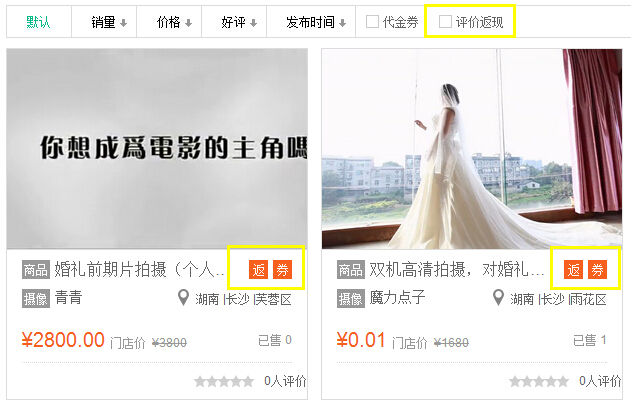 默认 销量 价格 好评 发布时间 代金券 评价返现
你想成爲電影的主角嗎
商品 婚礼前期片拍摄（个人... 返 券
摄像 青青 湖南 |长沙 |芙蓉区
¥2800.00 门店价 ¥3800 已售 0
0人评价
商品 双机高清拍摄，对婚礼... 返 券
摄像 魔力点子 湖南 |长沙 |雨花区
¥0.01 门店价 ¥1680 已售 1
0人评价